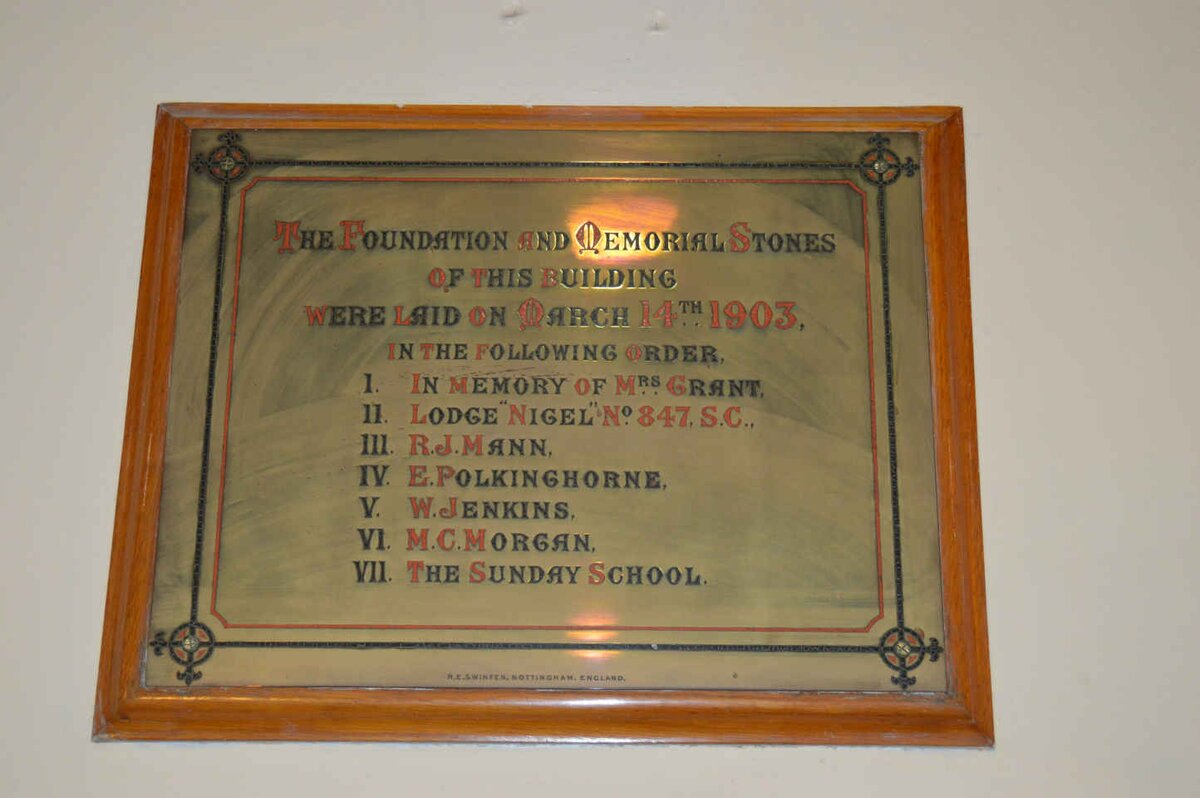 The Foundation and Memorial Stones
of this Building
were laid on March 14TH 1903,
in the following Order,
I. In memory of Mrs Grant,
II. Lodge "Nigel" No 847, S.C.,
III. R.J. Mann,
IV. E. Polkinghorne,
V. W. Jenkins,
VI. M.C. Morgan,
VII. The Sunday School.
R.E.SWINFEN, NOTTINGHAM, ENGLAND.